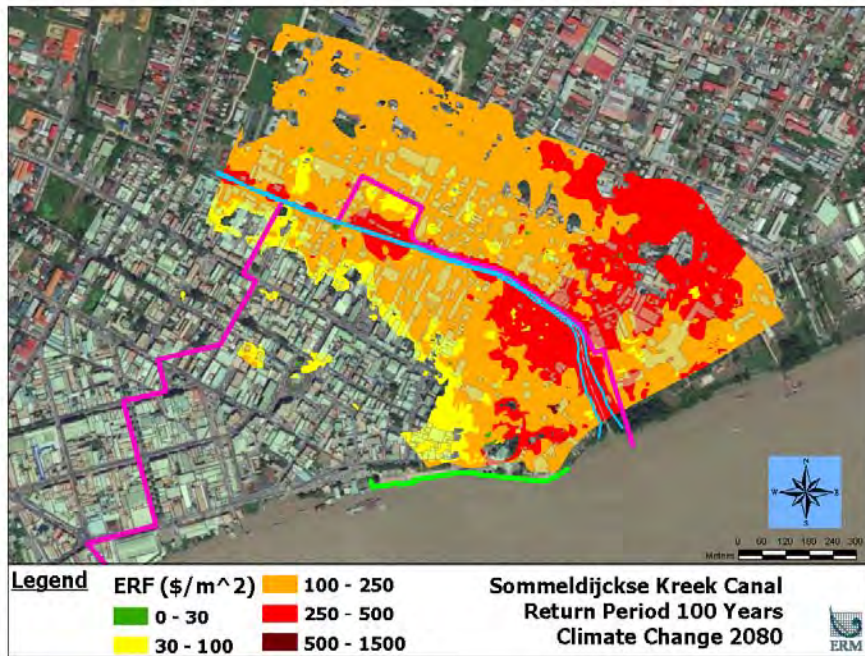 N
W
E
S
0 60 120 180 240 300
Meters
Legend
ERF ($/m^2)
0 - 30
30 - 100
100 - 250
250 - 500
500 - 1500
Sommeldijckse Kreek Canal
Return Period 100 Years
Climate Change 2080
ERM